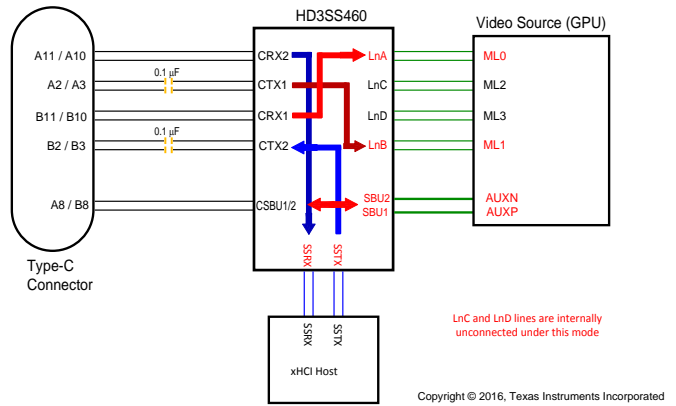 HD3SS460
Video Source (GPU)
A11 / A10
CRX2
LnA
ML0
0.1 µF
A2 / A3
CTX1
LnC
ML2
B11 / B10
CRX1
LnD
ML3
0.1 µF
B2 / B3
CTX2
LnB
ML1
A8 / B8
CSBU1/2
SBU2
SBU1
AUXN
AUXP
SSRX
SSTX
Type-C
Connector
LnC and LnD lines are internally
unconnected under this mode
SSRX
SSTX
xHCI Host
Copyright © 2016, Texas Instruments Incorporated